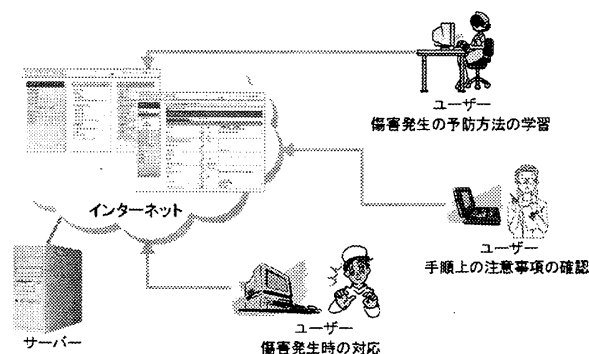 ユーザー
傷害発生の予防方法の学習
インターネット
ユーザー
手順上の注意事項の確認
サーバー
ユーザー
傷害発生時の対応